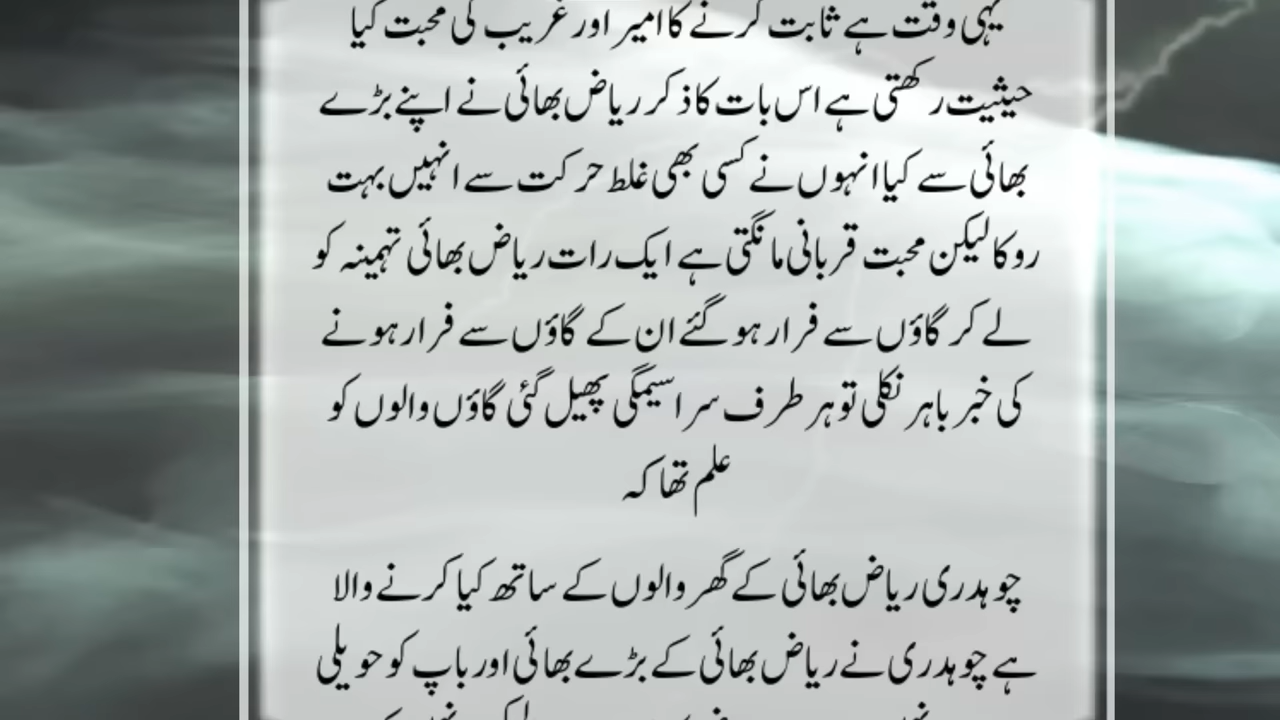 یہی وقت ہے ثابت کرنے کا امیر اور غریب کی محبت کیا
حیثیت رکھتی ہے اس بات کا ذکر ریاض بھائی نے اپنے بڑے
بھائی سے کیا انہوں نے کسی بھی غلط حرکت سے انہیں بہت
روکا لیکن محبت قربانی مانگتی ہے ایک رات ریاض بھائی تہمینہ کو
لے کر گاؤں سے فرار ہو گئے ان کے گاؤں سے فرار ہونے
کی خبر باہر نکلی تو ہر طرف سراسیمگی پھیل گئی گاؤں والوں کو
علم تھا کہ
چوہدری ریاض بھائی کے گھر والوں کے ساتھ کیا کرنے والا
ہے چوہدری نے ریاض بھائی کے بڑے بھائی اور باپ کو حویلی